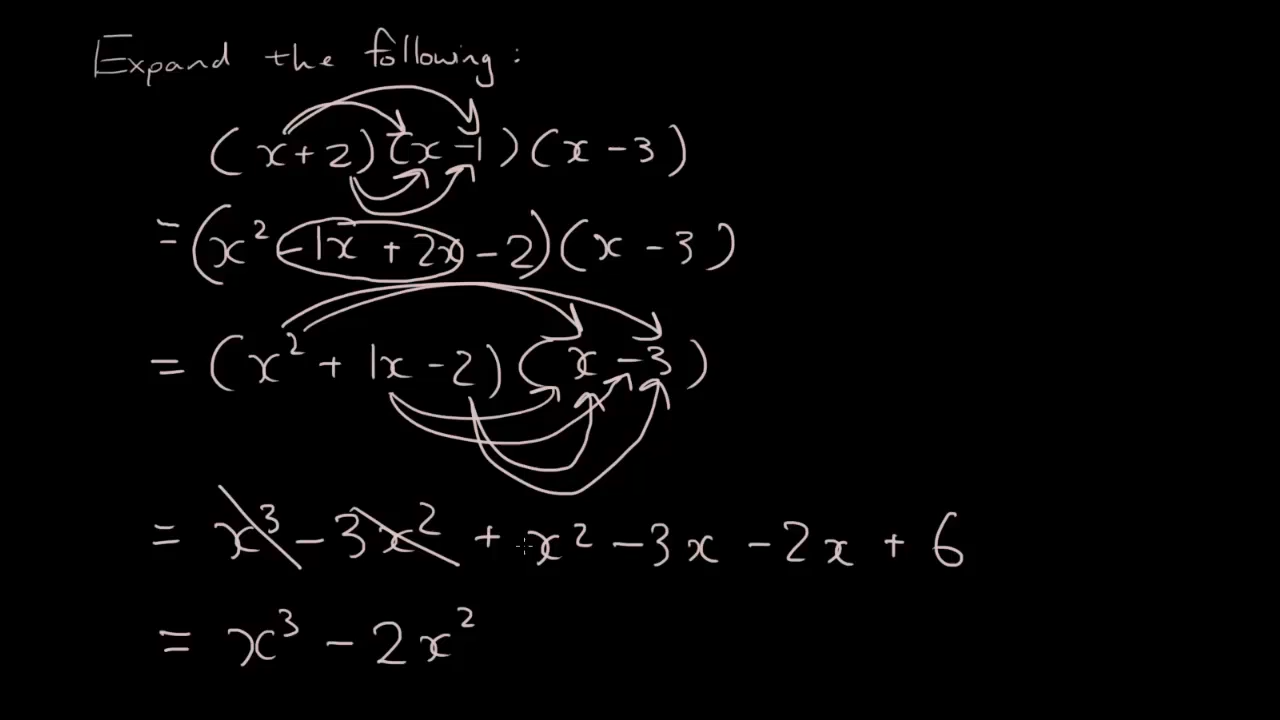 Expand the following:
(x+2)(x-1)(x-3)
=(x² -1x + 2x - 2)(x - 3)
= (x² + 1x - 2)(x - 3)
= x³ - 3x² + x² - 3x - 2x + 6
= x³ - 2x²